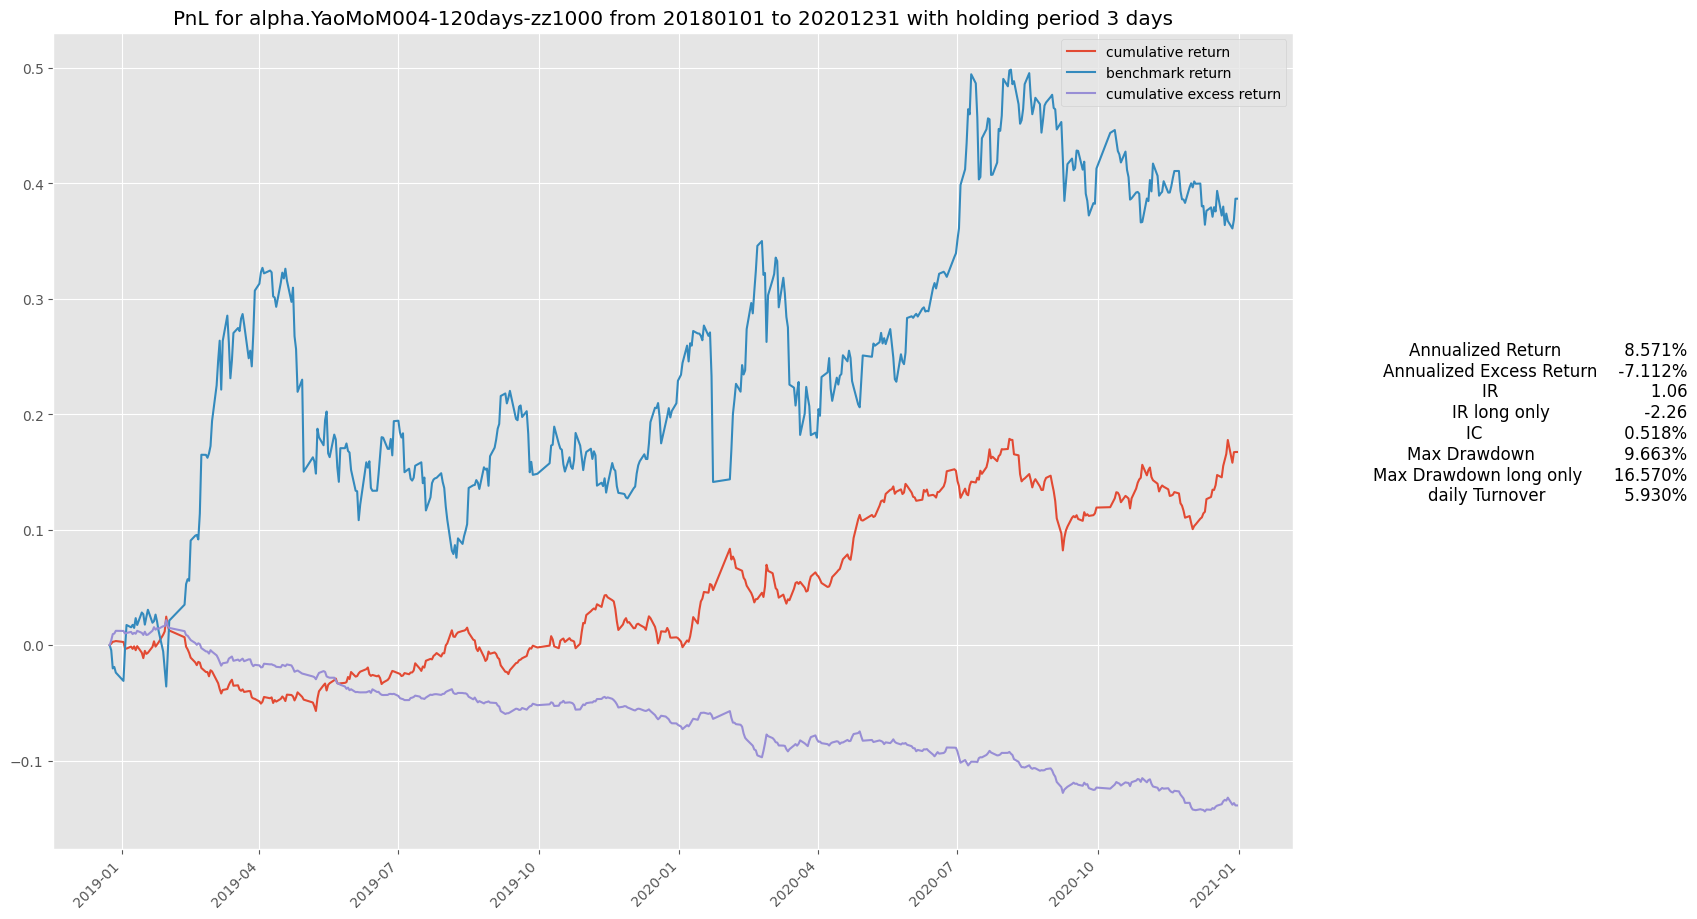 PnL for alpha.YaoMoM004-120days-zz1000 from 20180101 to 20201231 with holding period 3 days
cumulative return
benchmark return
cumulative excess return
0.5
0.4
0.3
0.2
0.1
0.0
−0.1
2019-01
2019-04
2019-07
2019-10
2020-01
2020-04
2020-07
2020-10
2021-01
Annualized Return 8.571%
Annualized Excess Return -7.112%
IR 1.06
IR long only -2.26
IC 0.518%
Max Drawdown 9.663%
Max Drawdown long only 16.570%
daily Turnover 5.930%